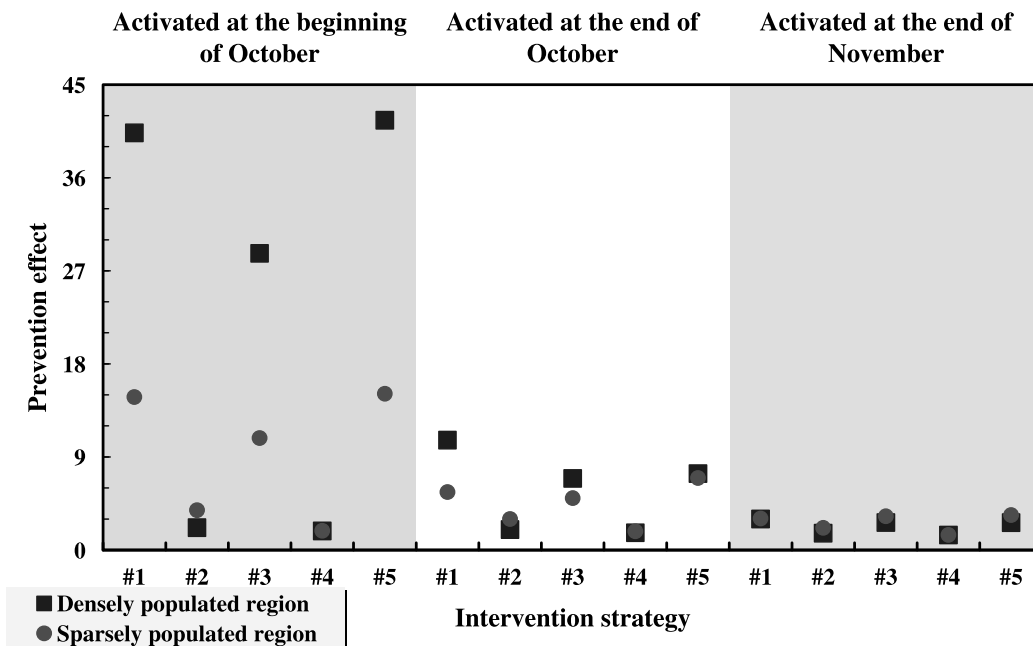 Activated at the beginning
of October
Activated at the end of
October
Activated at the end of
November
45
36
27
18
9
0
Prevention effect
#1 #2 #3 #4 #5 #1 #2 #3 #4 #5 #1 #2 #3 #4 #5
Intervention strategy
Densely populated region
Sparsely populated region